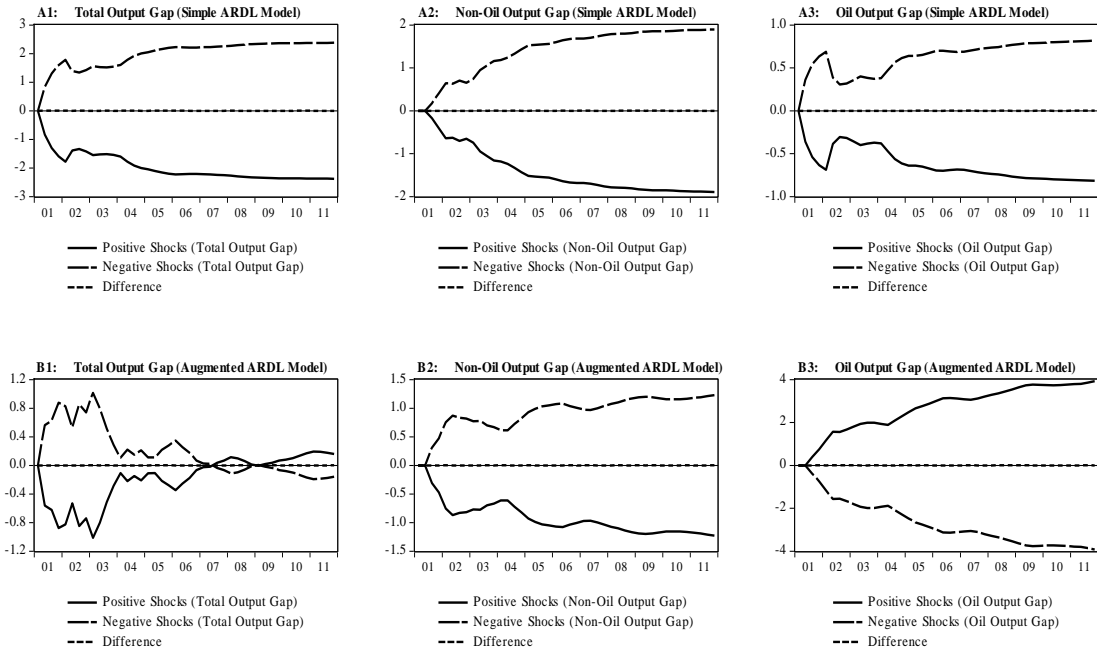 A1: Total Output Gap (Simple ARDL Model)
3
2
1
0
-1
-2
-3
01 02 03 04 05 06 07 08 09 10 11
Positive Shocks (Total Output Gap)
Negative Shocks (Total Output Gap)
Difference
A2: Non-Oil Output Gap (Simple ARDL Model)
2
1
0
-1
-2
01 02 03 04 05 06 07 08 09 10 11
Positive Shocks (Non-Oil Output Gap)
Negative Shocks (Non-Oil Output Gap)
Difference
A3: Oil Output Gap (Simple ARDL Model)
1.0
0.5
0.0
-0.5
-1.0
01 02 03 04 05 06 07 08 09 10 11
Positive Shocks (Oil Output Gap)
Negative Shocks (Oil Output Gap)
Difference
B1: Total Output Gap (Augmented ARDL Model)
1.2
0.8
0.4
0.0
-0.4
-0.8
-1.2
01 02 03 04 05 06 07 08 09 10 11
Positive Shocks (Total Output Gap)
Negative Shocks (Total Output Gap)
Difference
B2: Non-Oil Output Gap (Augmented ARDL Model)
1.5
1.0
0.5
0.0
-0.5
-1.0
-1.5
01 02 03 04 05 06 07 08 09 10 11
Positive Shocks (Non-Oil Output Gap)
Negative Shocks (Non-Oil Output Gap)
Difference
B3: Oil Output Gap (Augmented ARDL Model)
4
2
0
-2
-4
01 02 03 04 05 06 07 08 09 10 11
Positive Shocks (Oil Output Gap)
Negative Shocks (Oil Output Gap)
Difference